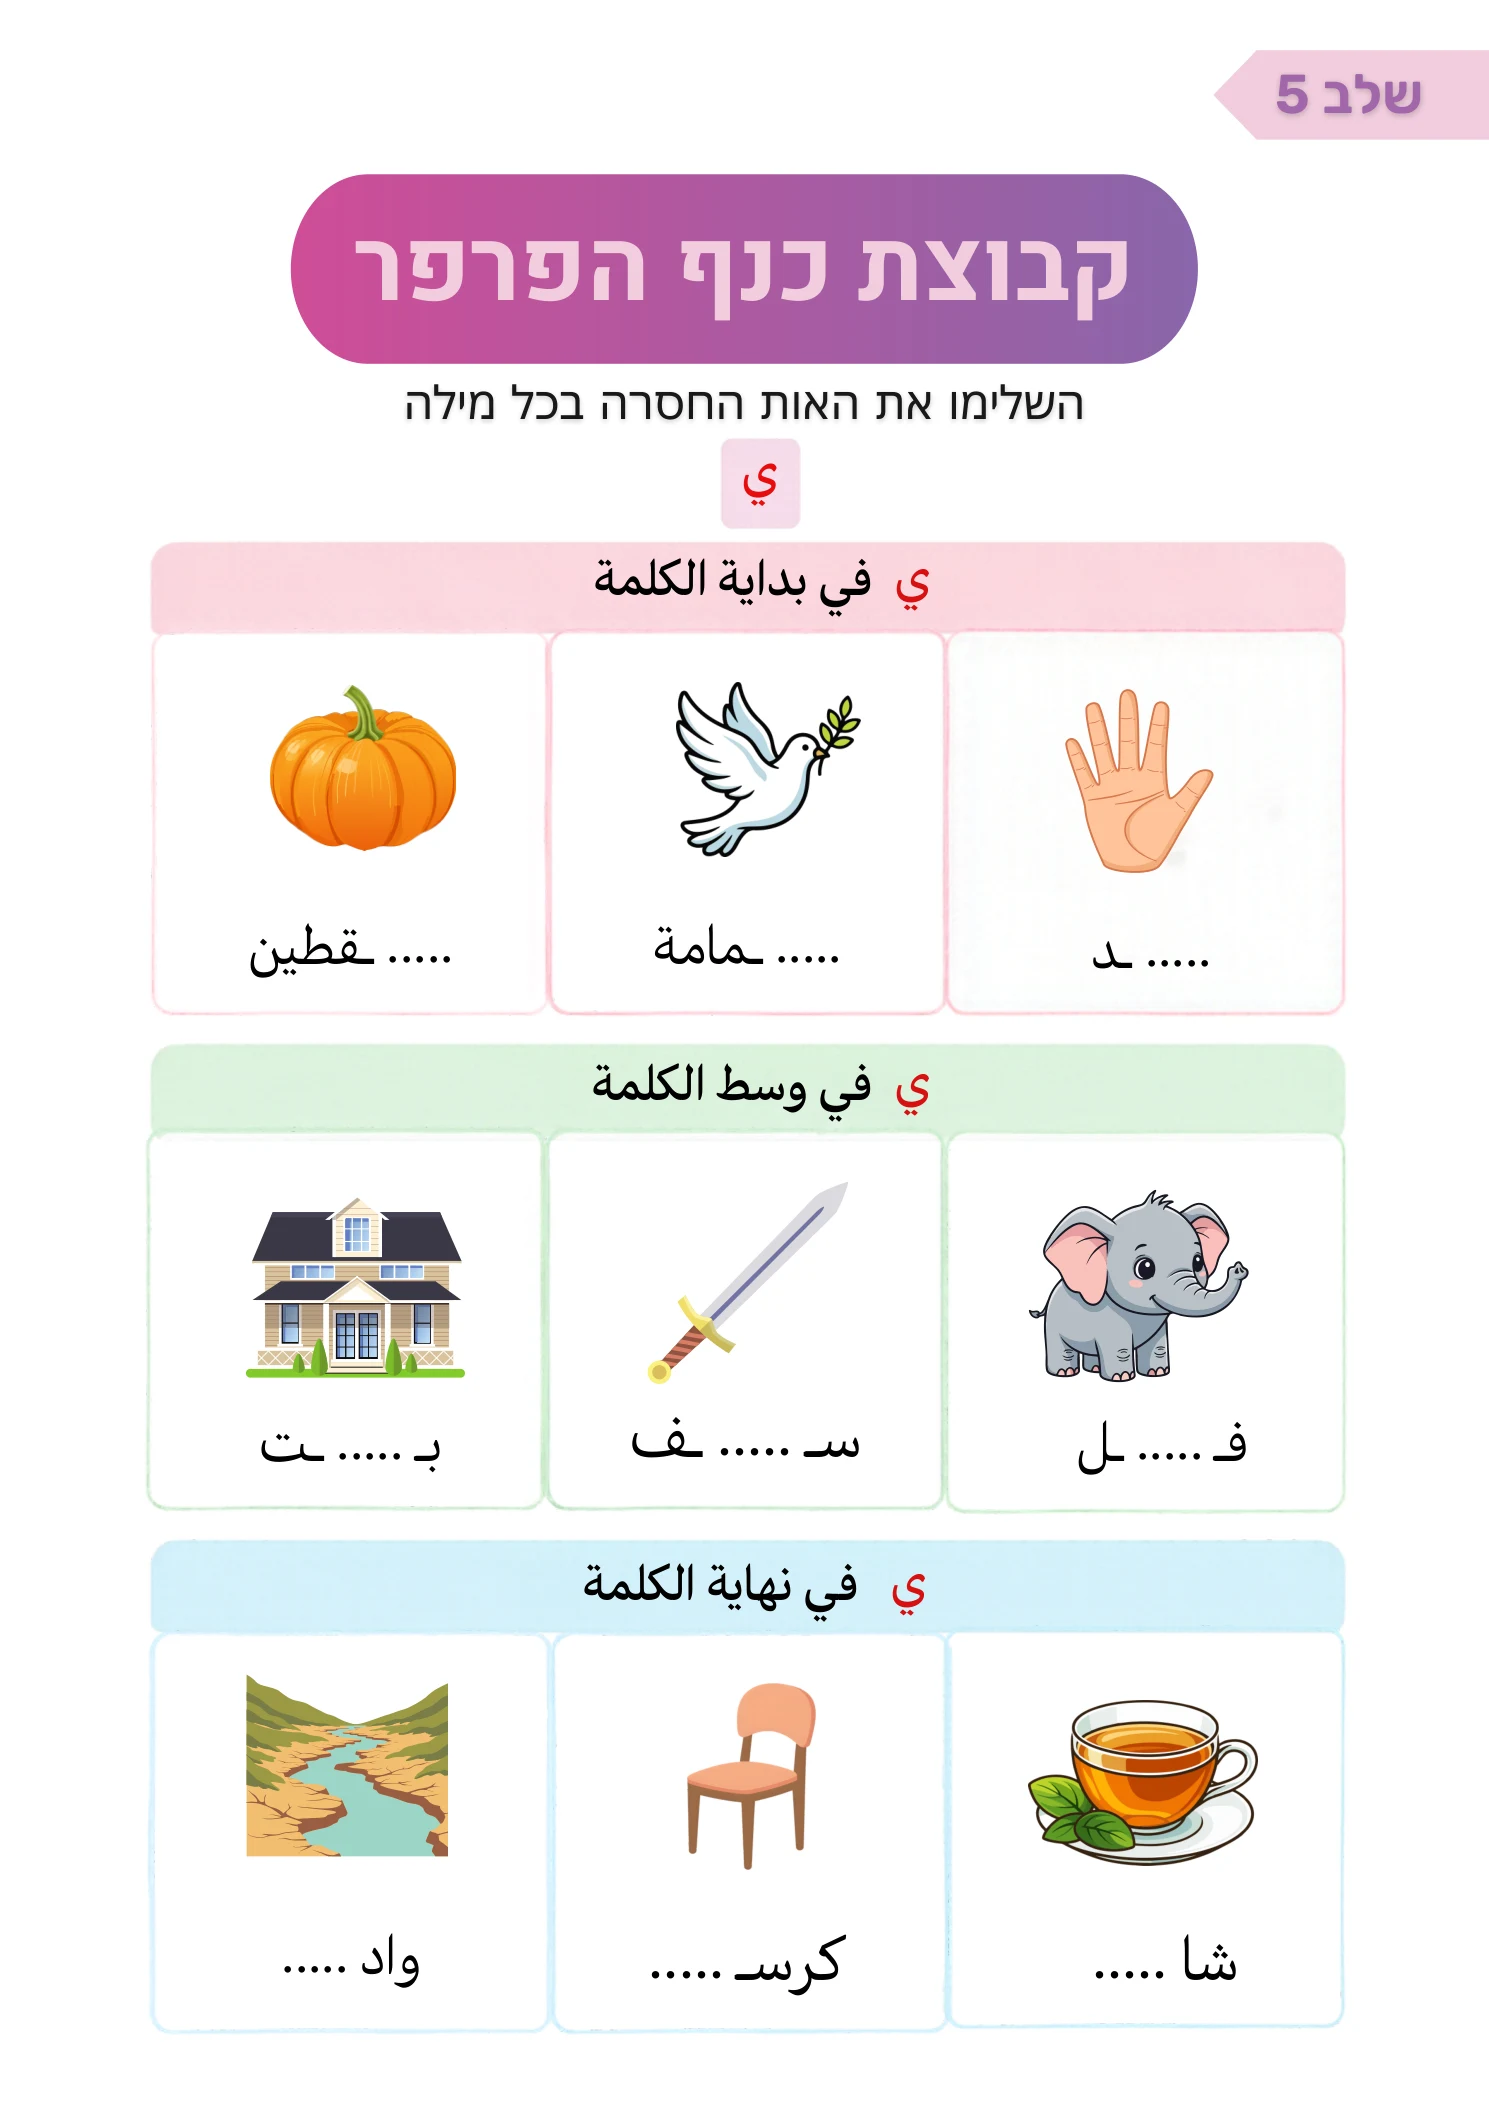 שלב 5
קבוצת כנף הפרפר
השלימו את האות החסרה בכל מילה
ي
ي في بداية الكلمة
..... ـد
..... ـمامة
..... ـقطين
ي في وسط الكلمة
فـ ..... ـل
سـ ..... ـف
بـ ..... ـت
ي في نهاية الكلمة
شا .....
كرسـ .....
واد .....